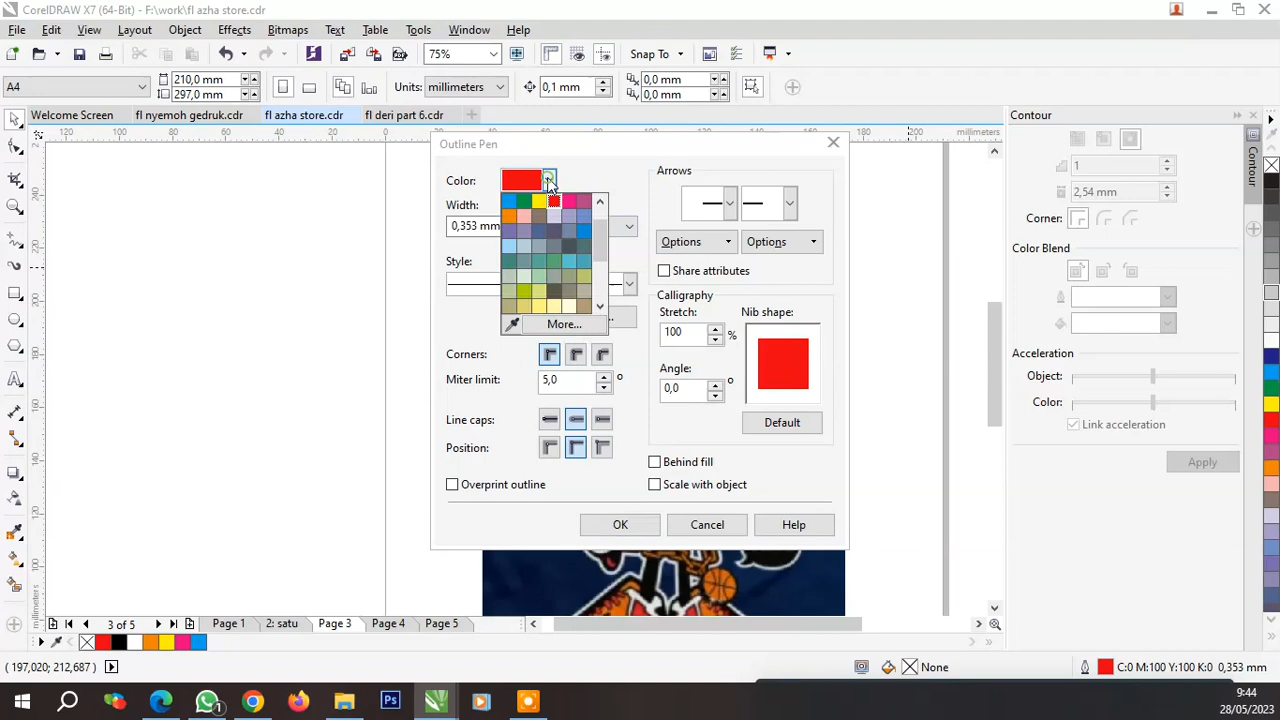 CorelDRAW X7 (64-Bit) - F:\work\fl azha store.cdr
File Edit View Layout Object Effects Bitmaps Text Table Tools Window Help
75% Snap To
A4 210,0 mm 297,0 mm Units: millimeters 0,1 mm 0,0 mm 0,0 mm
Welcome Screen fl nyemoh gedruk.cdr fl azha store.cdr fl deri part 6.cdr
millimeters
Outline Pen
Color:
Width:
0,353 mm
Style:
More...
Corners:
Miter limit: 5,0 °
Line caps:
Position:
Overprint outline
Arrows
Options Options
Share attributes
Calligraphy
Stretch: Nib shape:
100 %
Angle:
0,0 °
Default
Behind fill
Scale with object
OK Cancel Help
Contour
1
2,54 mm
Corner:
Color Blend
Acceleration
Object:
Color:
Link acceleration
Apply
Contour
3 of 5 Page 1 2: satu Page 3 Page 4 Page 5
(197,020; 212,687) None C:0 M:100 Y:100 K:0 0,353 mm
9:44
28/05/2023